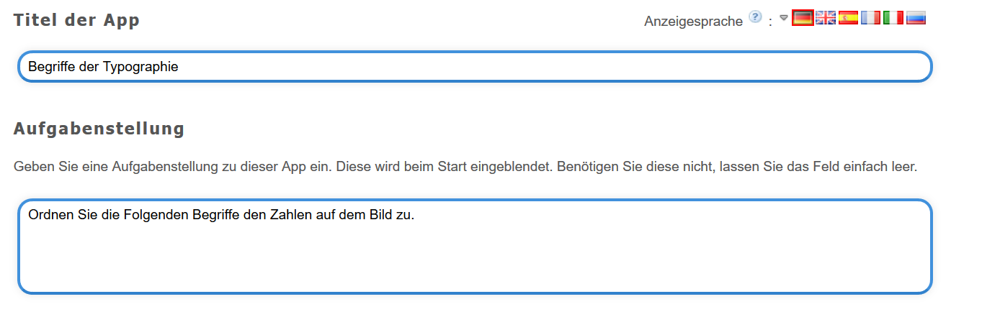 Titel der App
Anzeigesprache ? :
Begriffe der Typographie
Aufgabenstellung
Geben Sie eine Aufgabenstellung zu dieser App ein. Diese wird beim Start eingeblendet. Benötigen Sie diese nicht, lassen Sie das Feld einfach leer.
Ordnen Sie die Folgenden Begriffe den Zahlen auf dem Bild zu.